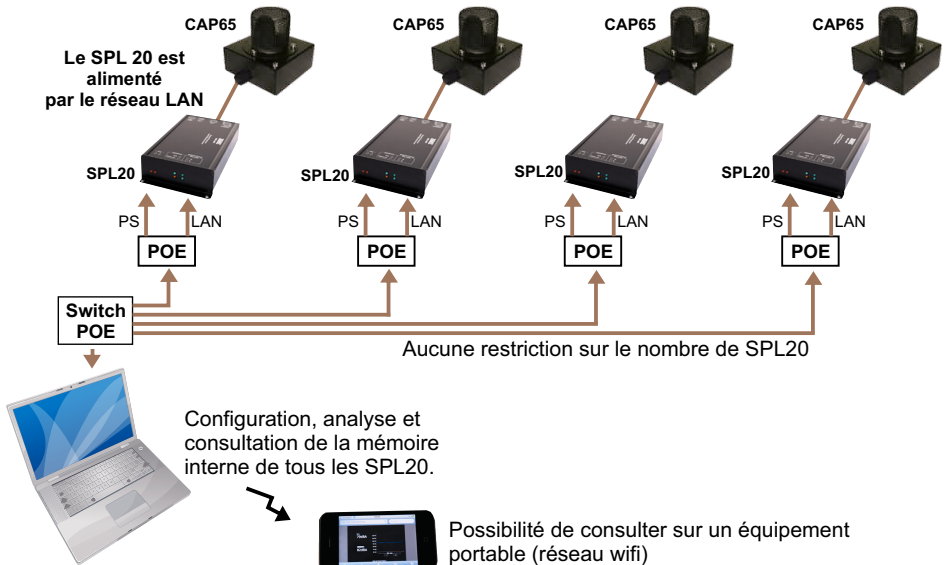 CAP65
CAP65
CAP65
CAP65
Le SPL 20 est
alimenté
par le réseau LAN
SPL20
SPL20
SPL20
SPL20
PS
LAN
PS
LAN
PS
LAN
PS
LAN
POE
POE
POE
POE
Switch
POE
Aucune restriction sur le nombre de SPL20
Configuration, analyse et
consultation de la mémoire
interne de tous les SPL20.
Possibilité de consulter sur un équipement
portable (réseau wifi)